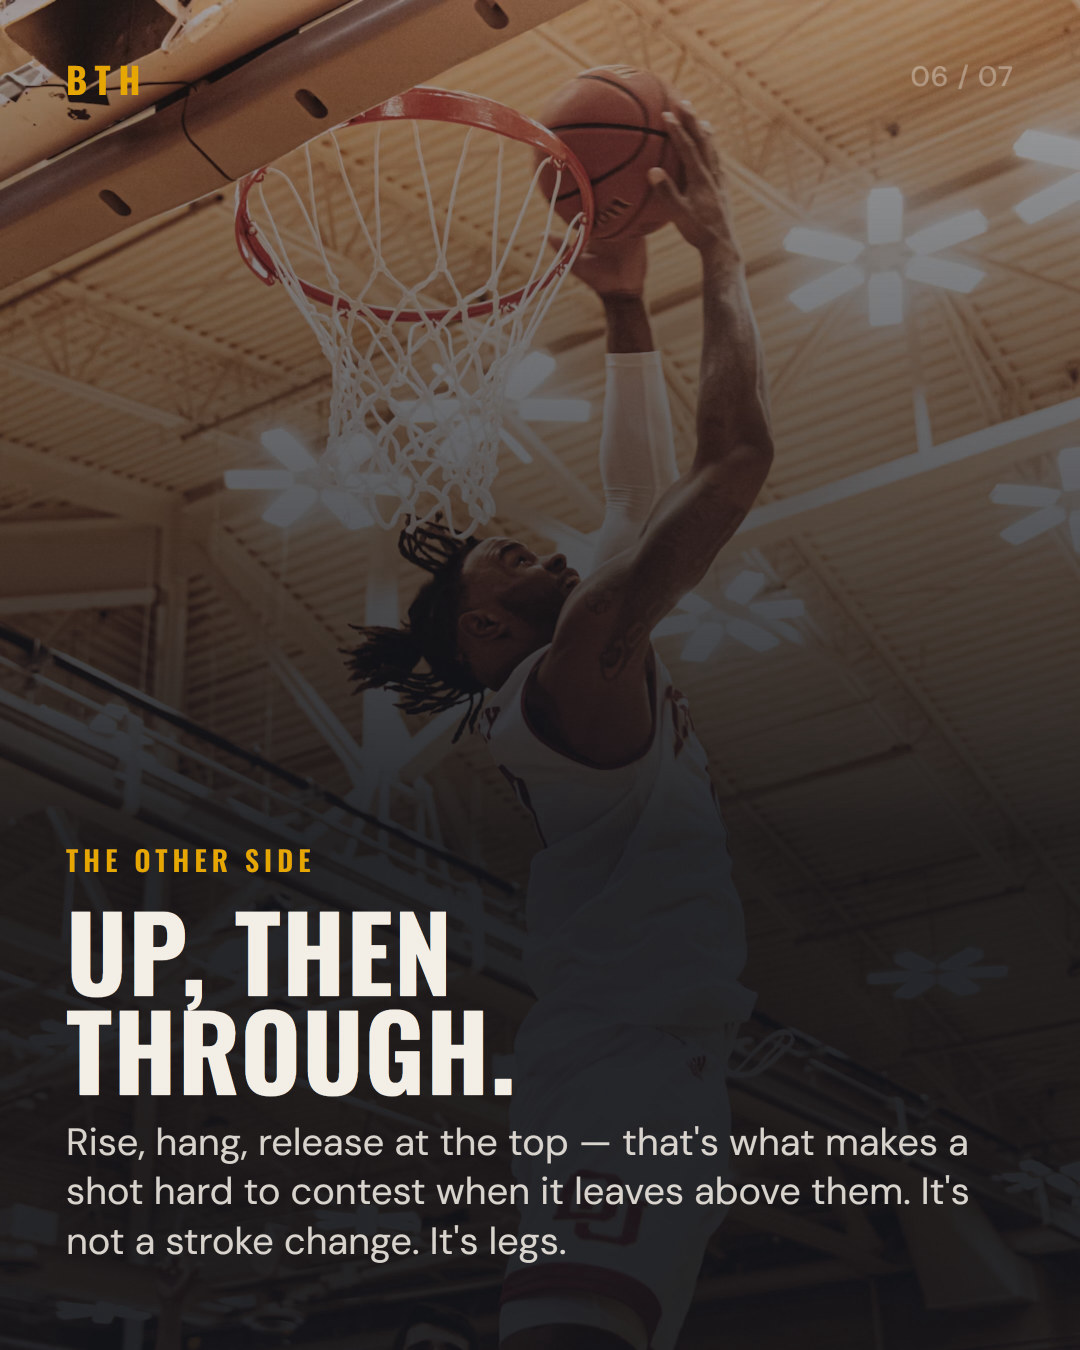 BTH
06 / 07
THE OTHER SIDE
UP, THEN
THROUGH.
Rise, hang, release at the top — that's what makes a
shot hard to contest when it leaves above them. It's
not a stroke change. It's legs.